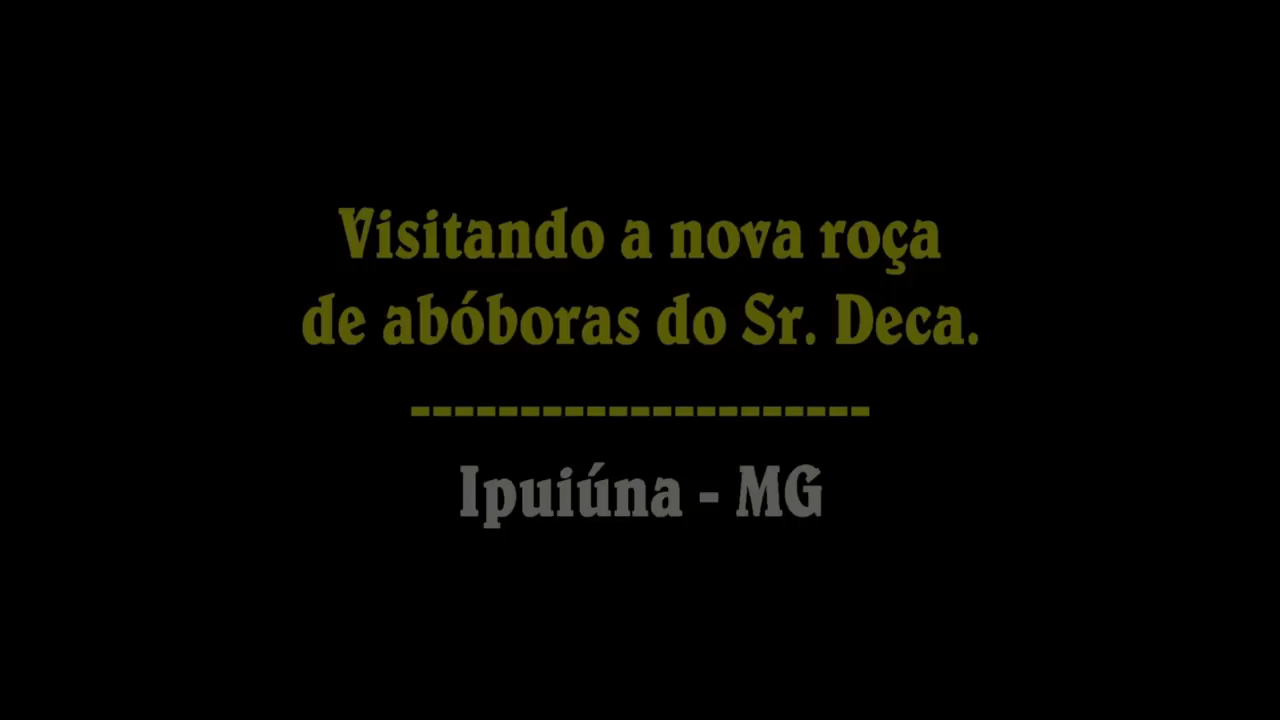 Visitando a nova roça
de abóboras do Sr. Deca.
---------------------
Ipuiúna - MG